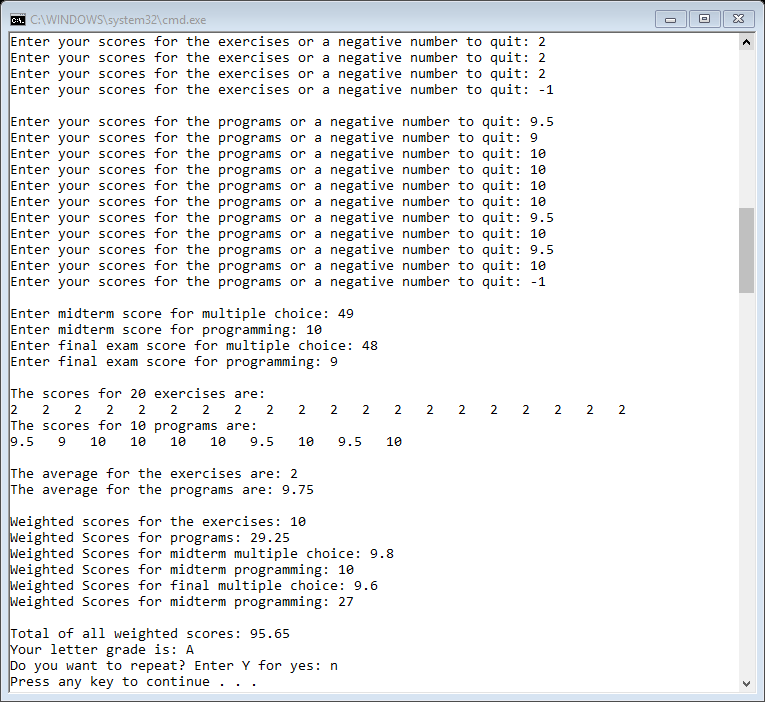 C:\WINDOWS\system32\cmd.exe
Enter your scores for the exercises or a negative number to quit: 2
Enter your scores for the exercises or a negative number to quit: 2
Enter your scores for the exercises or a negative number to quit: 2
Enter your scores for the exercises or a negative number to quit: -1
Enter your scores for the programs or a negative number to quit: 9.5
Enter your scores for the programs or a negative number to quit: 9
Enter your scores for the programs or a negative number to quit: 10
Enter your scores for the programs or a negative number to quit: 10
Enter your scores for the programs or a negative number to quit: 10
Enter your scores for the programs or a negative number to quit: 10
Enter your scores for the programs or a negative number to quit: 9.5
Enter your scores for the programs or a negative number to quit: 10
Enter your scores for the programs or a negative number to quit: 9.5
Enter your scores for the programs or a negative number to quit: 10
Enter your scores for the programs or a negative number to quit: -1
Enter midterm score for multiple choice: 49
Enter midterm score for programming: 10
Enter final exam score for multiple choice: 48
Enter final exam score for programming: 9
The scores for 20 exercises are:
2 2 2 2 2 2 2 2 2 2 2 2 2 2 2 2 2 2 2 2
The scores for 10 programs are:
9.5 9 10 10 10 10 9.5 10 9.5 10
The average for the exercises are: 2
The average for the programs are: 9.75
Weighted Scores for the exercises: 10
Weighted Scores for programs: 29.25
Weighted Scores for midterm multiple choice: 9.8
Weighted Scores for midterm programming: 10
Weighted Scores for final multiple choice: 9.6
Weighted Scores for midterm programming: 27
Total of all weighted scores: 95.65
Your letter grade is: A
Do you want to repeat? Enter Y for yes: n
Press any key to continue . . .